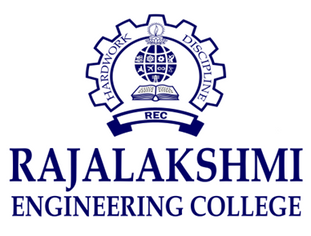 HARDWORK DISCIPLINE
REC
RAJALAKSHMI
ENGINEERING COLLEGE